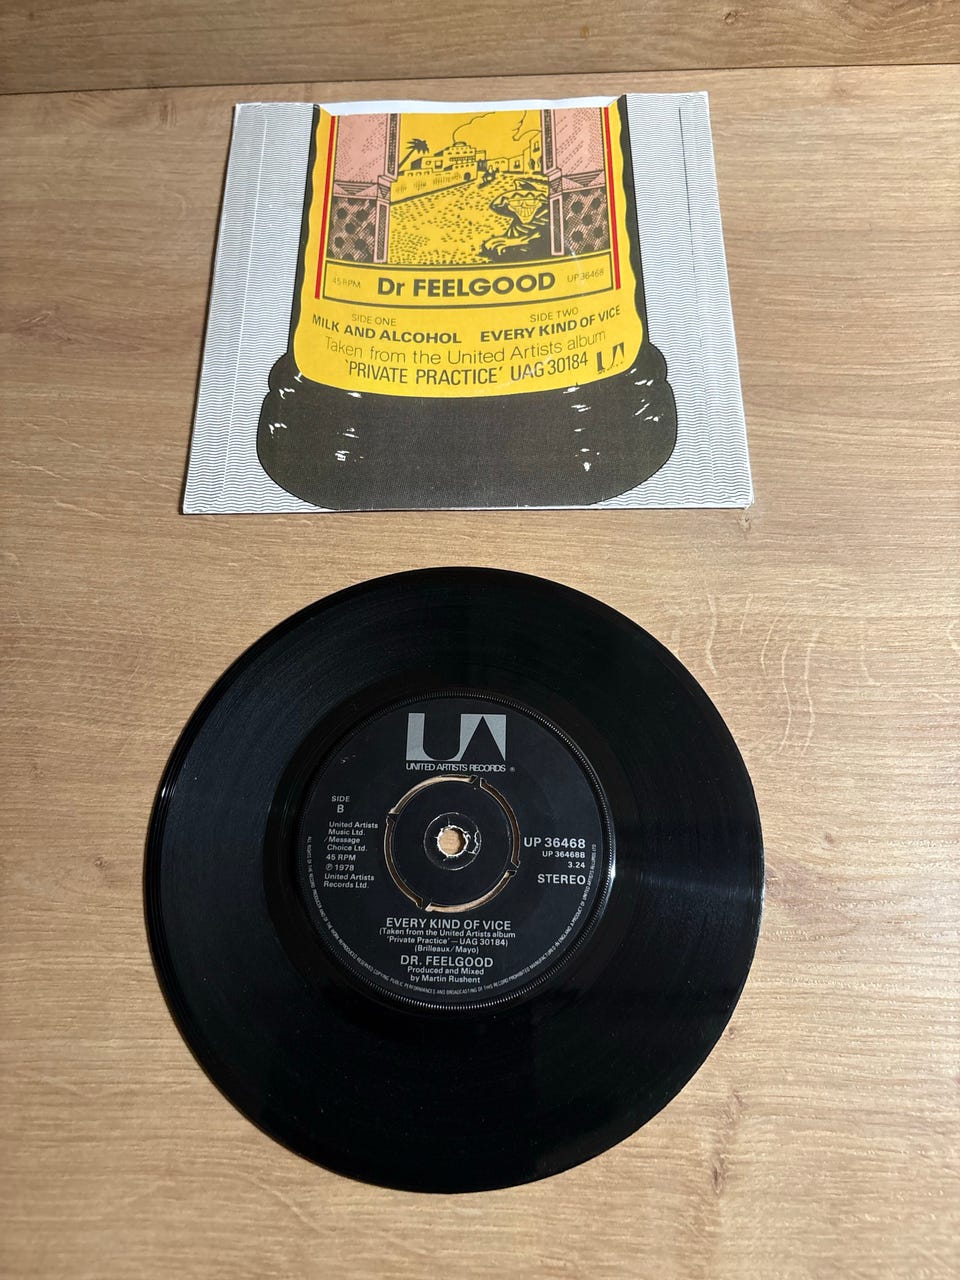 45 RPM Dr FEELGOOD UP 36468
SIDE ONE SIDE TWO
MILK AND ALCOHOL EVERY KIND OF VICE
Taken from the United Artists album
'PRIVATE PRACTICE' UAG 30184 UA
UA
UNITED ARTISTS RECORDS ®
SIDE
B
United Artists
Music Ltd.
/Message
Choice Ltd.
45 RPM
℗ 1978
United Artists
Records Ltd.
UP 36468
UP 36468B
3.24
STEREO
EVERY KIND OF VICE
(Taken from the United Artists album
'Private Practice' — UAG 30184)
(Brilleaux/Mayo)
DR. FEELGOOD
Produced and Mixed
by Martin Rushent